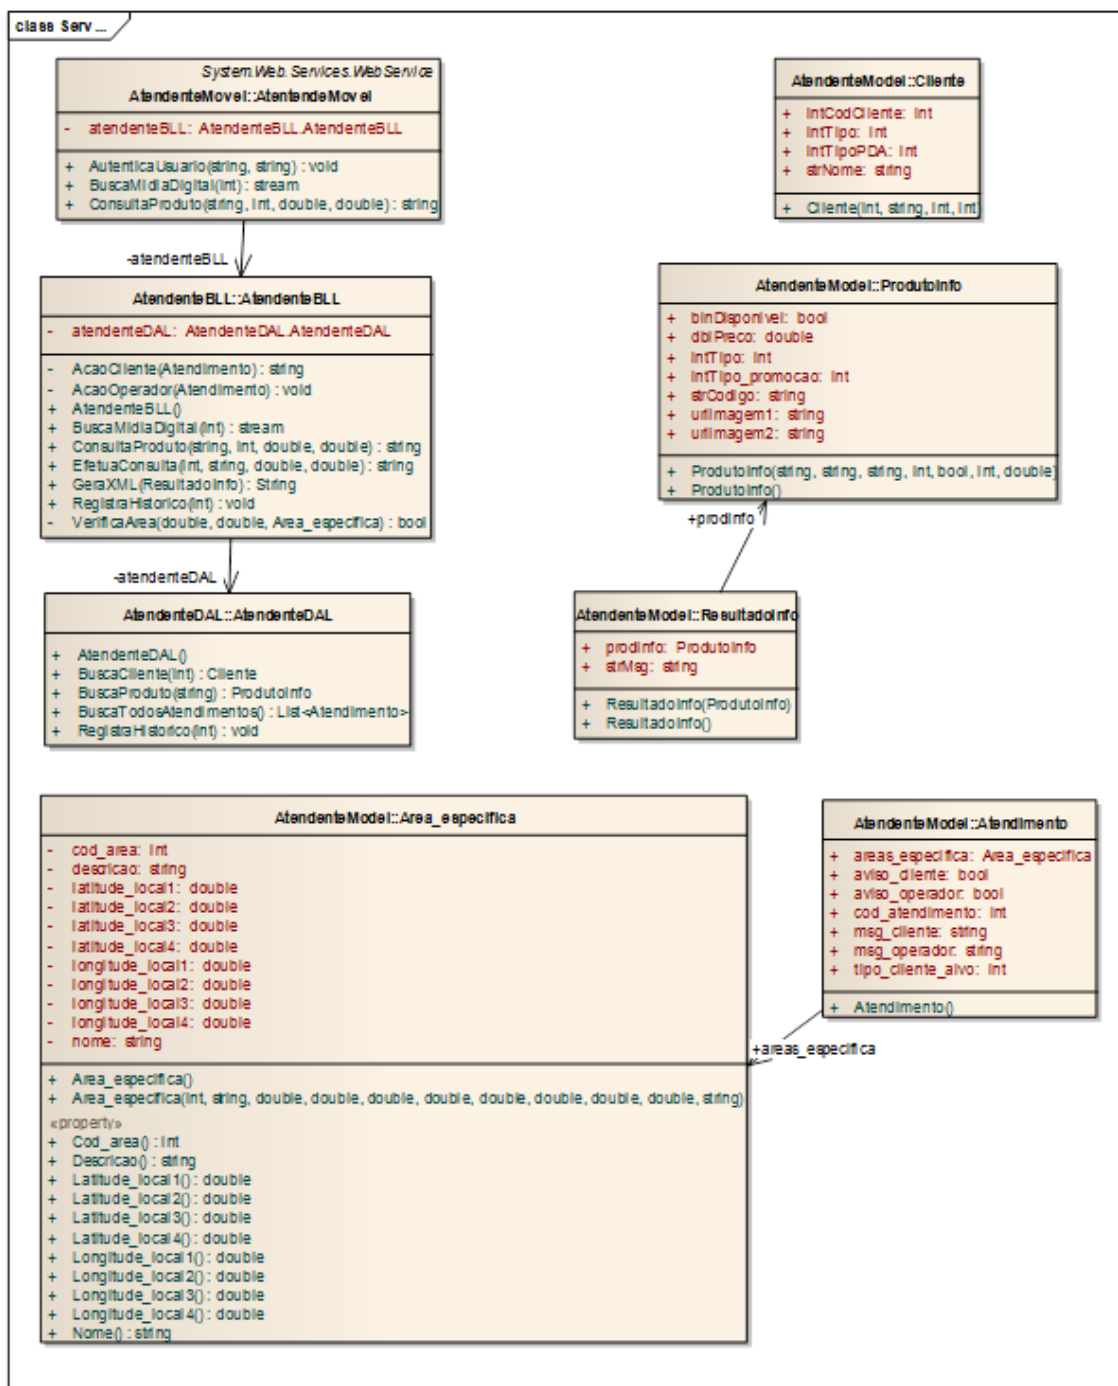 class Serv...
System.Web.Services.WebService
AtendenteMovel::AtentendeMovel
- atendenteBLL: AtendenteBLL.AtendenteBLL
+ AutenticaUsuario(string, string) : void
+ BuscaMidiaDigital(int) : stream
+ ConsultaProduto(string, int, double, double) : string
-atendenteBLL
AtendenteBLL::AtendenteBLL
- atendenteDAL: AtendenteDAL.AtendenteDAL
- AcaoCliente(Atendimento) : string
- AcaoOperador(Atendimento) : void
+ AtendenteBLL()
+ BuscaMidiaDigital(int) : stream
+ ConsultaProduto(string, int, double, double) : string
+ EfetuaConsulta(int, string, double, double) : string
+ GeraXML(ResultadoInfo) : String
+ RegistraHistorico(int) : void
- VerificaArea(double, double, Area_especifica) : bool
-atendenteDAL
AtendenteDAL::AtendenteDAL
+ AtendenteDAL()
+ BuscaCliente(int) : Cliente
+ BuscaProduto(string) : ProdutoInfo
+ BuscaTodosAtendimentos() : List<Atendimento>
+ RegistraHistorico(int) : void
AtendenteModel::Cliente
+ intCodCliente: int
+ intTipo: int
+ intTipoPDA: int
+ strNome: string
+ Cliente(int, string, int, int)
AtendenteModel::ProdutoInfo
+ blnDisponivel: bool
+ dblPreco: double
+ intTipo: int
+ intTipo_promocao: int
+ strCodigo: string
+ urlImagem1: string
+ urlImagem2: string
+ ProdutoInfo(string, string, string, int, bool, int, double)
+ ProdutoInfo()
+prodInfo
AtendenteModel::ResultadoInfo
+ prodInfo: ProdutoInfo
+ strMsg: string
+ ResultadoInfo(ProdutoInfo)
+ ResultadoInfo()
AtendenteModel::Area_especifica
- cod_area: int
- descricao: string
- latitude_local1: double
- latitude_local2: double
- latitude_local3: double
- latitude_local4: double
- longitude_local1: double
- longitude_local2: double
- longitude_local3: double
- longitude_local4: double
- nome: string
+ Area_especifica()
+ Area_especifica(int, string, double, double, double, double, double, double, double, double, string)
«property»
+ Cod_area() : int
+ Descricao() : string
+ Latitude_local1() : double
+ Latitude_local2() : double
+ Latitude_local3() : double
+ Latitude_local4() : double
+ Longitude_local1() : double
+ Longitude_local2() : double
+ Longitude_local3() : double
+ Longitude_local4() : double
+ Nome() : string
AtendenteModel::Atendimento
+ areas_especifica: Area_especifica
+ aviso_cliente: bool
+ aviso_operador: bool
+ cod_atendimento: int
+ msg_cliente: string
+ msg_operador: string
+ tipo_cliente_alvo: int
+ Atendimento()
+areas_especifica